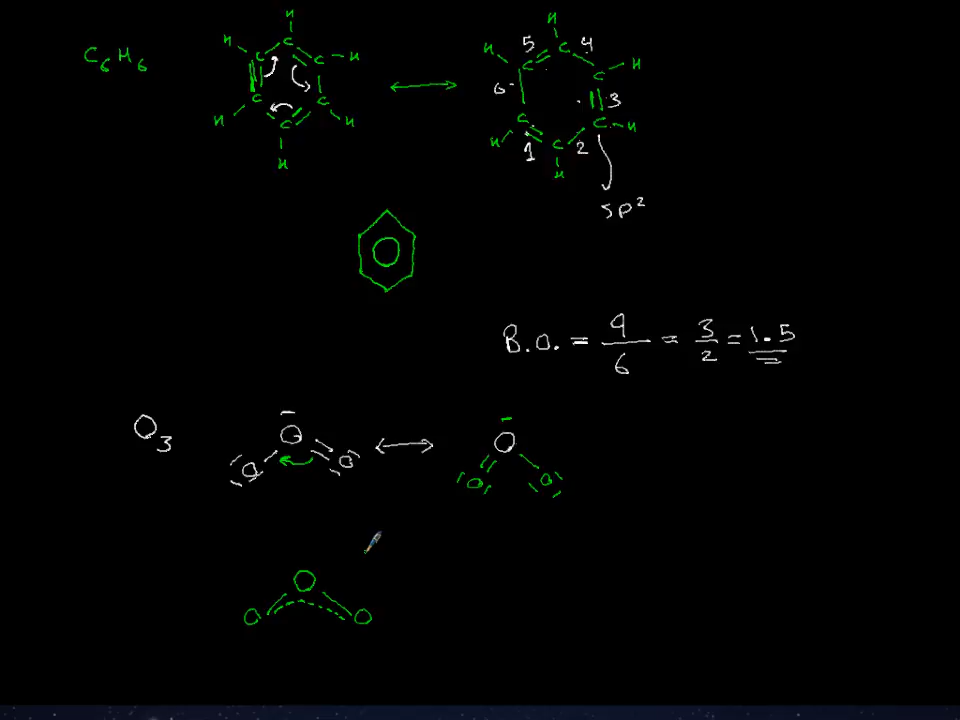 C6H6
H H H H H H C C C C C C
H H H H H H C C C C C C
5 4 6 3 1 2
sp²
B.O. = 9/6 = 3/2 = 1.5
O3
O O O
O O O
O O O